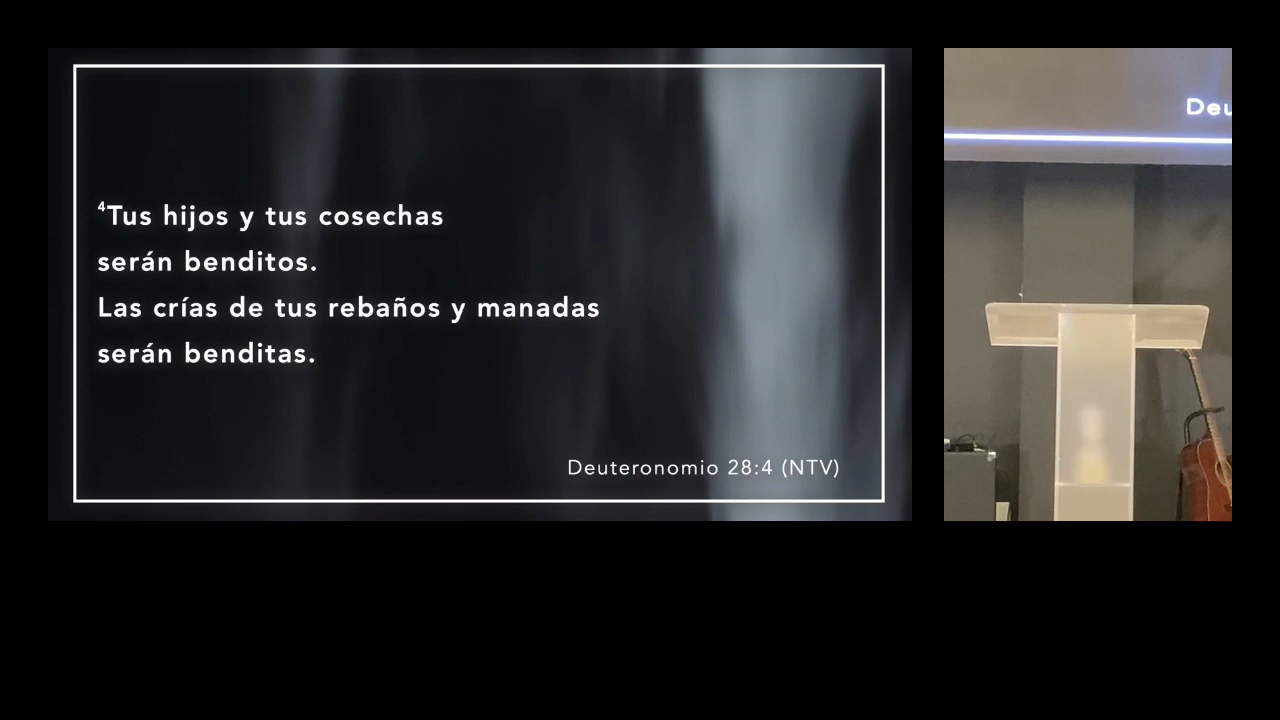 ⁴Tus hijos y tus cosechas
serán benditos.
Las crías de tus rebaños y manadas
serán benditas.
Deuteronomio 28:4 (NTV)
Deu